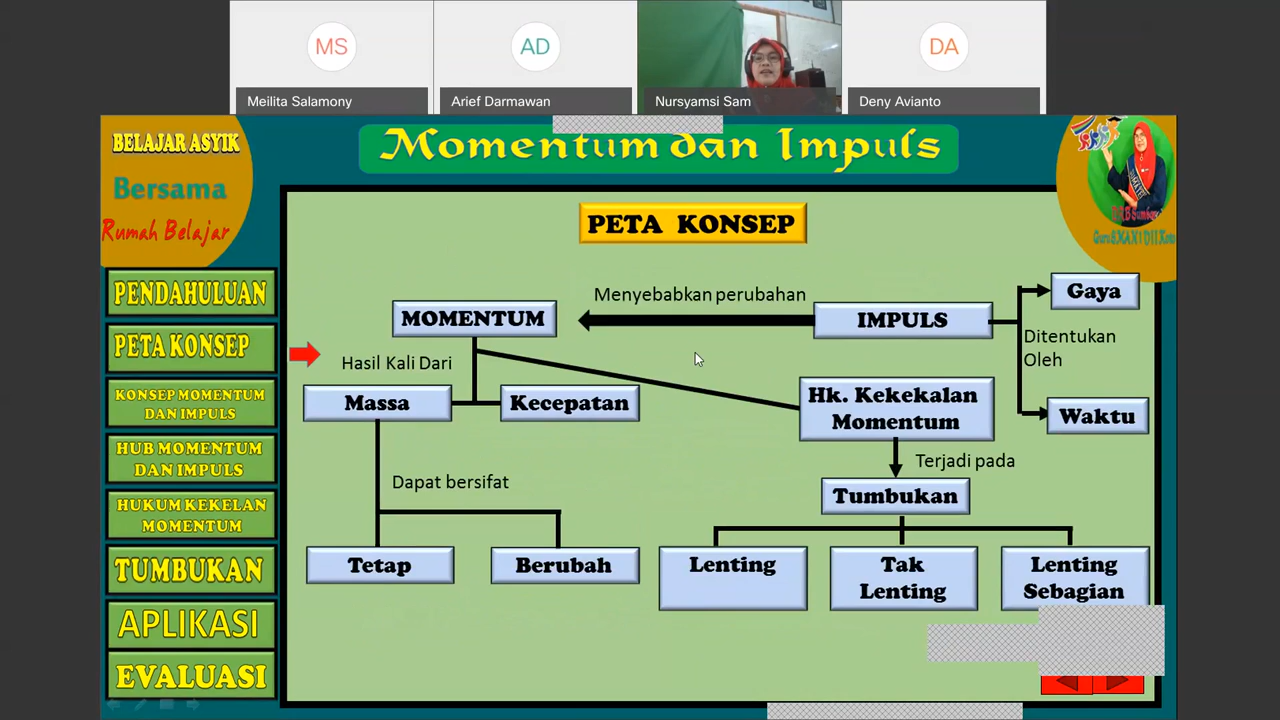 MS
AD
DA
Meilita Salamony
Arief Darmawan
Nursyamsi Sam
Deny Avianto
BELAJAR ASYIK
Bersama
Rumah Belajar
Momentum dan Impuls
PETA KONSEP
PENDAHULUAN
PETA KONSEP
KONSEP MOMENTUM
DAN IMPULS
HUB MOMENTUM
DAN IMPULS
HUKUM KEKELAN
MOMENTUM
TUMBUKAN
APLIKASI
EVALUASI
MOMENTUM
Menyebabkan perubahan
IMPULS
Gaya
Ditentukan
Oleh
Waktu
Hasil Kali Dari
Massa
Kecepatan
Hk. Kekekalan
Momentum
Terjadi pada
Tumbukan
Dapat bersifat
Tetap
Berubah
Lenting
Tak
Lenting
Lenting
Sebagian